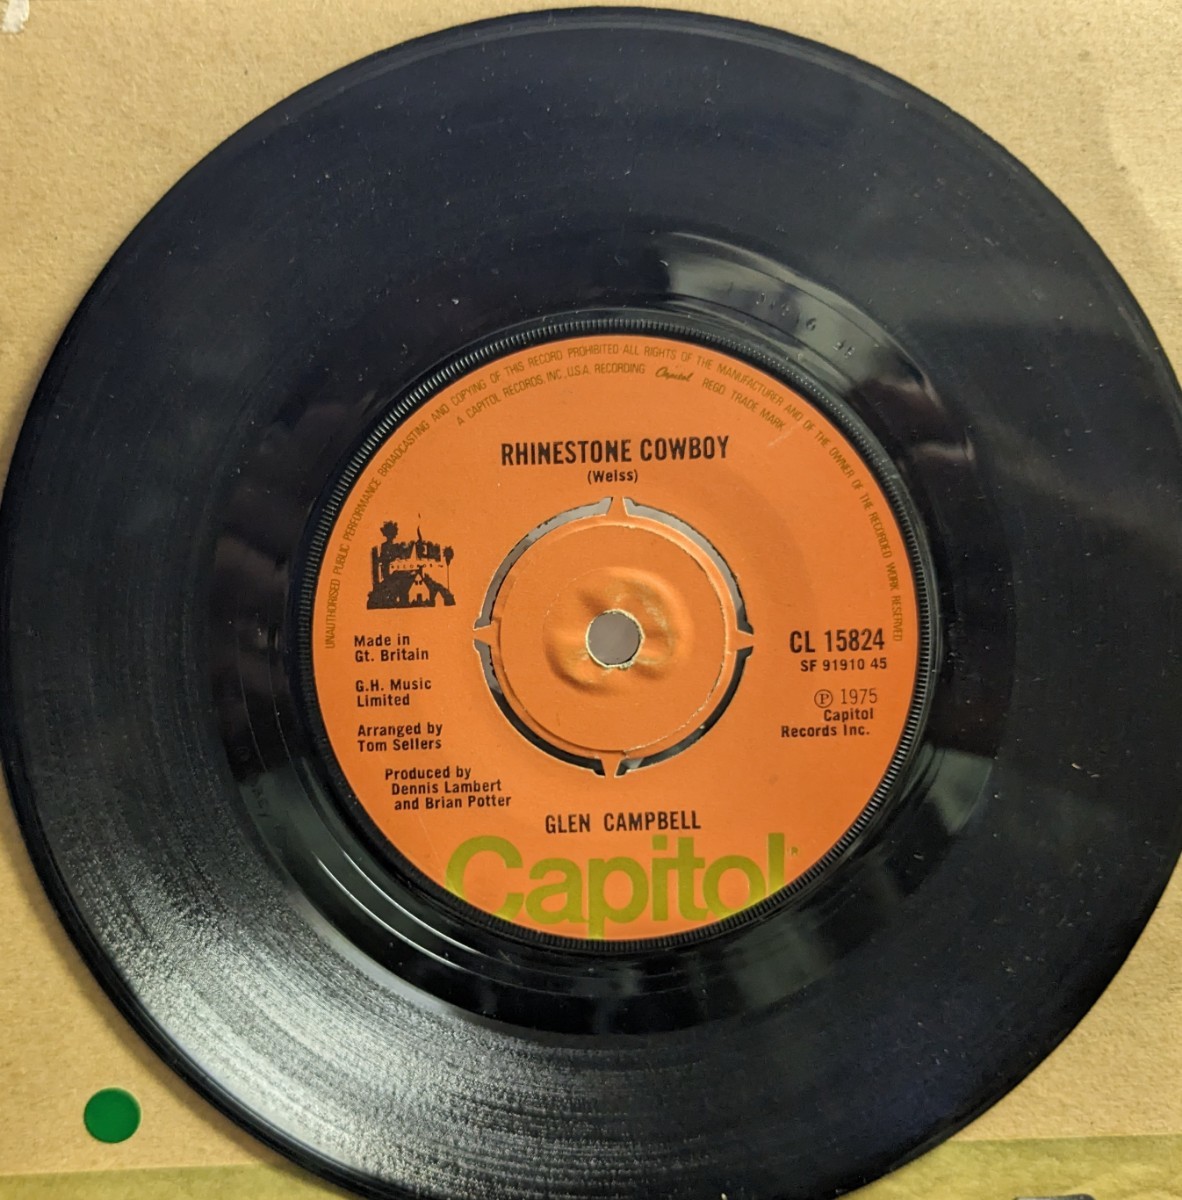 UNAUTHORISED PUBLIC PERFORMANCE BROADCASTING AND COPYING OF THIS RECORD PROHIBITED ALL RIGHTS OF THE MANUFACTURER AND OF THE OWNER OF THE RECORDED WORK RESERVED
A CAPITOL RECORDS, INC., U.S.A. RECORDING Capitol REGD. TRADE MARK
RHINESTONE COWBOY
(Weiss)
HAVEN
RECORDS
Made in
Gt. Britain
G.H. Music
Limited
Arranged by
Tom Sellers
Produced by
Dennis Lambert
and Brian Potter
CL 15824
SF 91910 45
Ⓟ 1975
Capitol
Records Inc.
GLEN CAMPBELL
Capitol